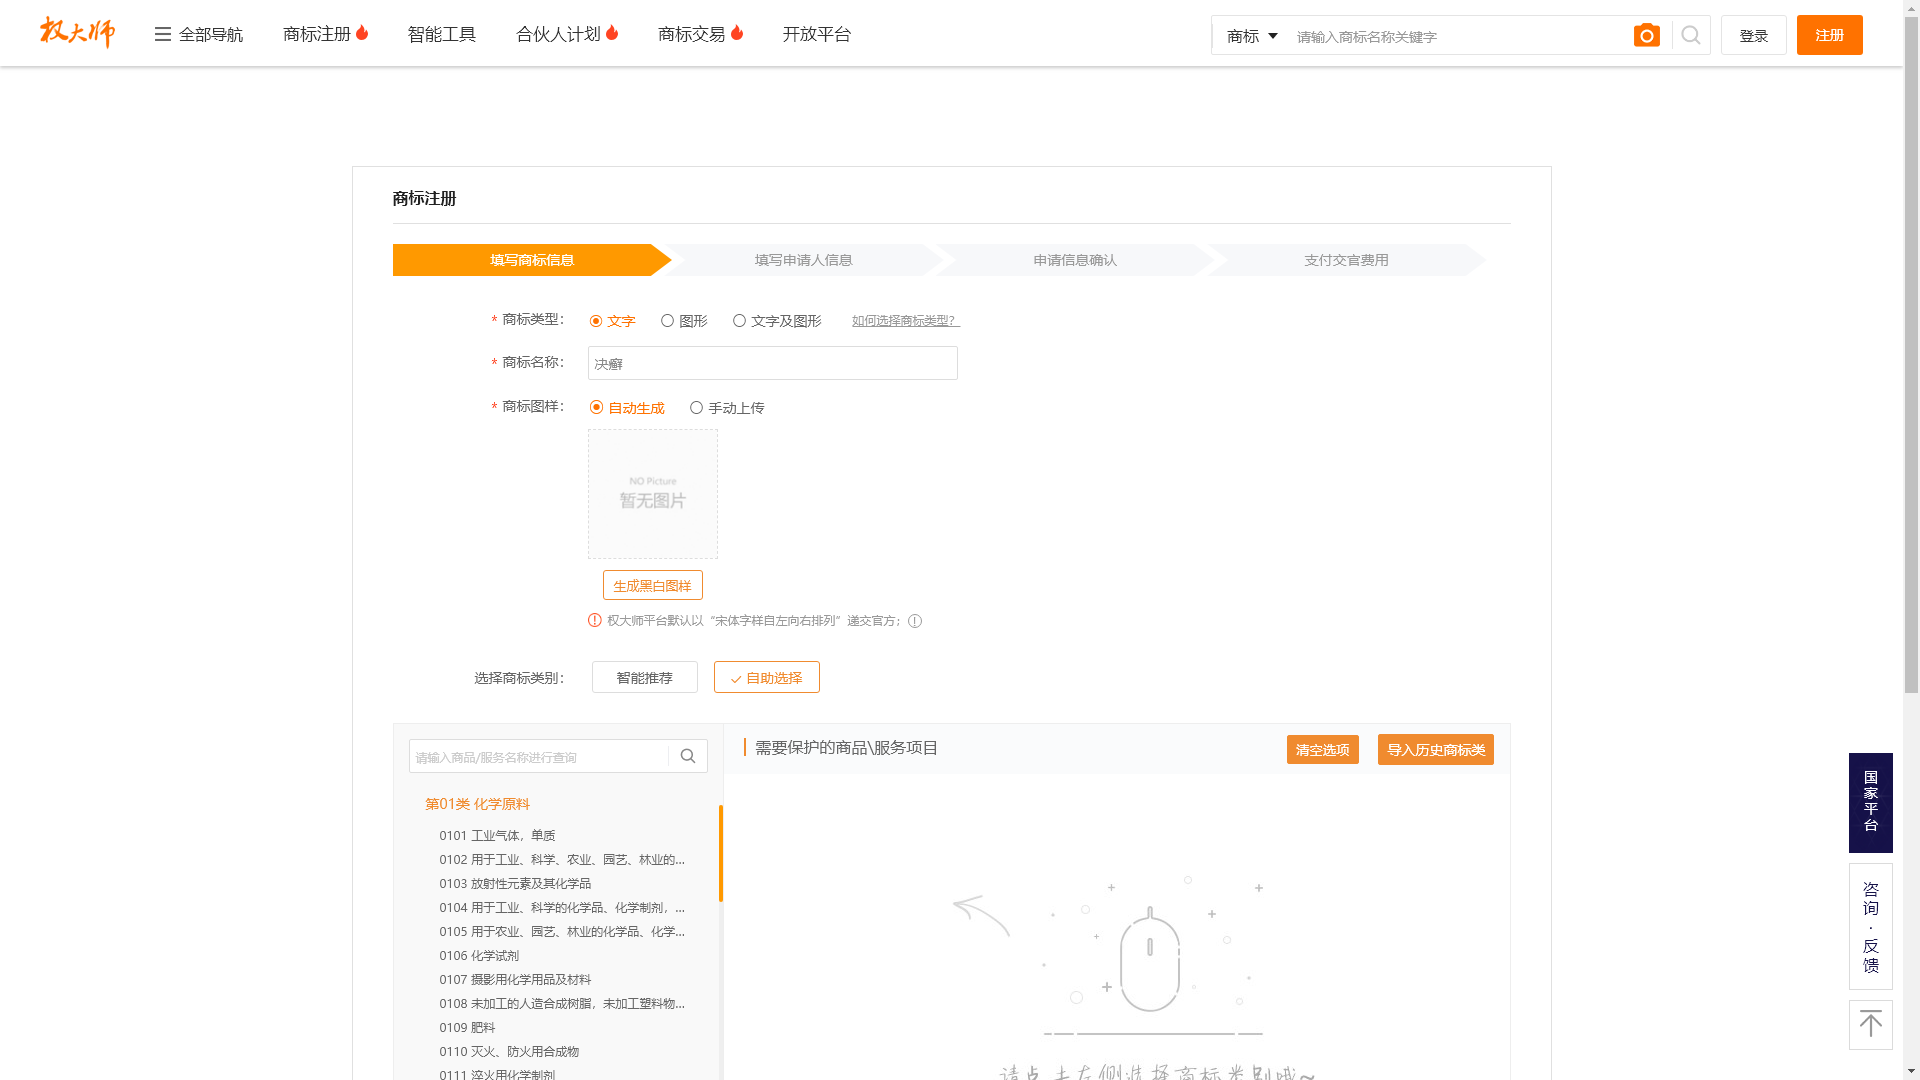 权大师
全部导航
商标注册
智能工具
合伙人计划
商标交易
开放平台
商标
请输入商标名称关键字
登录
注册
商标注册
填写商标信息
填写申请人信息
申请信息确认
支付交官费用
* 商标类型：
文字
图形
文字及图形
如何选择商标类型？
* 商标名称：
决癣
* 商标图样：
自动生成
手动上传
NO Picture
暂无图片
生成黑白图样
权大师平台默认以“宋体字样自左向右排列”递交官方；
选择商标类别：
智能推荐
自助选择
请输入商品/服务名称进行查询
需要保护的商品\服务项目
清空选项
导入历史商标类
第01类 化学原料
0101 工业气体，单质
0102 用于工业、科学、农业、园艺、林业的...
0103 放射性元素及其化学品
0104 用于工业、科学的化学品、化学制剂，...
0105 用于农业、园艺、林业的化学品、化学...
0106 化学试剂
0107 摄影用化学用品及材料
0108 未加工的人造合成树脂，未加工塑料物...
0109 肥料
0110 灭火、防火用合成物
0111 淬火用化学制剂
请点击左侧选择商标类别哦~
国家平台
咨询·反馈